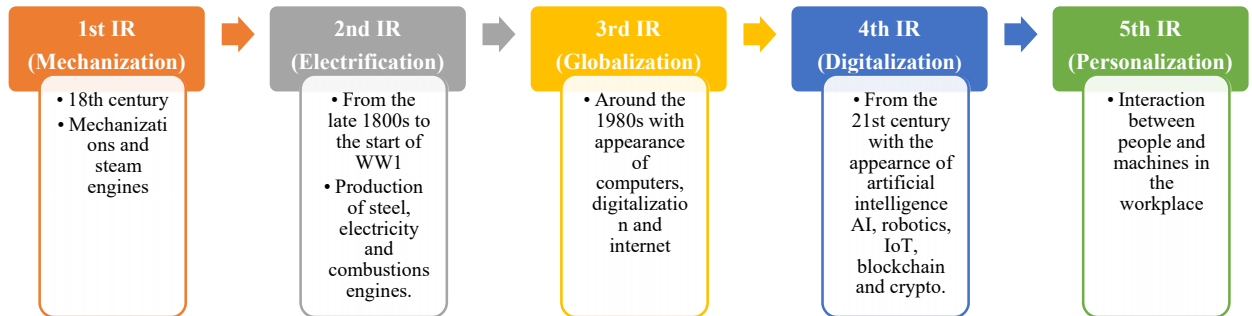 1st IR
(Mechanization)
• 18th century
• Mechanizati
ons and
steam
engines
2nd IR
(Electrification)
• From the
late 1800s to
the start of
WW1
• Production
of steel,
electricity
and
combustions
engines.
3rd IR
(Globalization)
• Around the
1980s with
appearance
of
computers,
digitalizatio
n and
internet
4th IR
(Digitalization)
• From the
21st century
with the
appearnce of
artificial
intelligence
AI, robotics,
IoT,
blockchain
and crypto.
5th IR
(Personalization)
• Interaction
between
people and
machines in
the
workplace